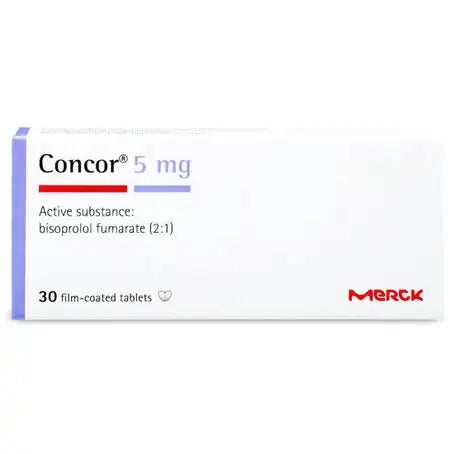 Concor® 5 mg
Active substance:
bisoprolol fumarate (2:1)
30 film-coated tablets
MERCK